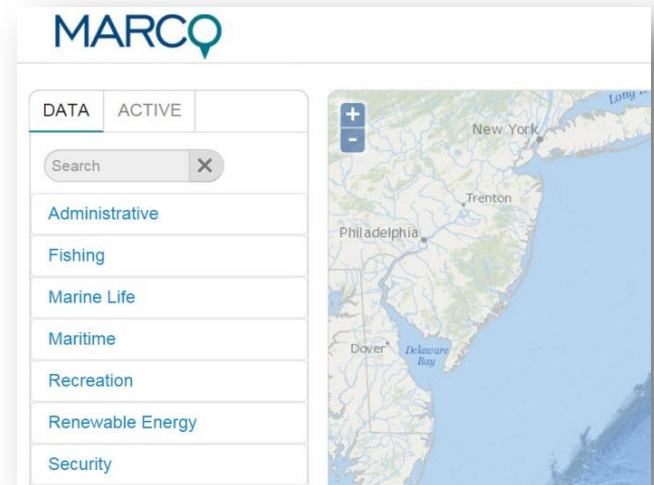 MARCO
DATA ACTIVE
Search
Administrative
Fishing
Marine Life
Maritime
Recreation
Renewable Energy
Security
+
-
Long
New York
Trenton
Philadelphia
Dover
Delaware
Bay